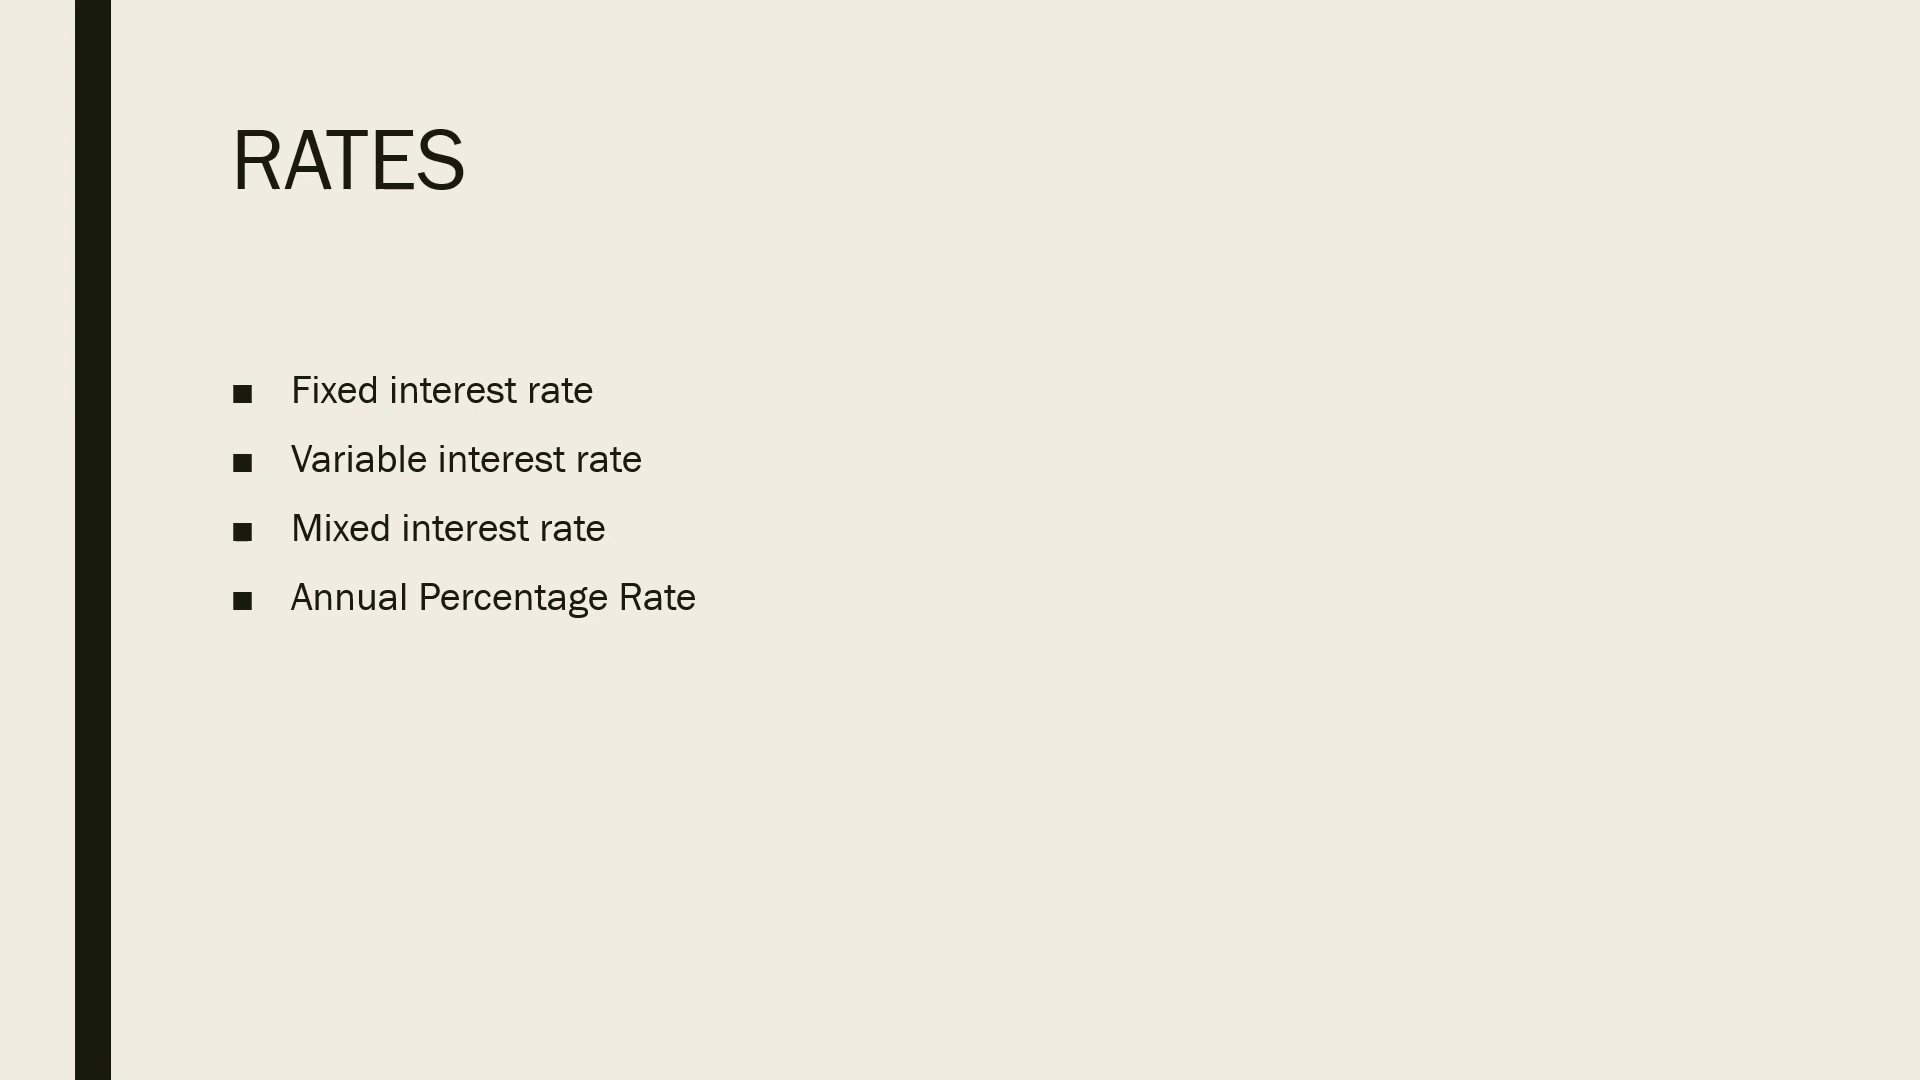 RATES
■ Fixed interest rate
■ Variable interest rate
■ Mixed interest rate
■ Annual Percentage Rate